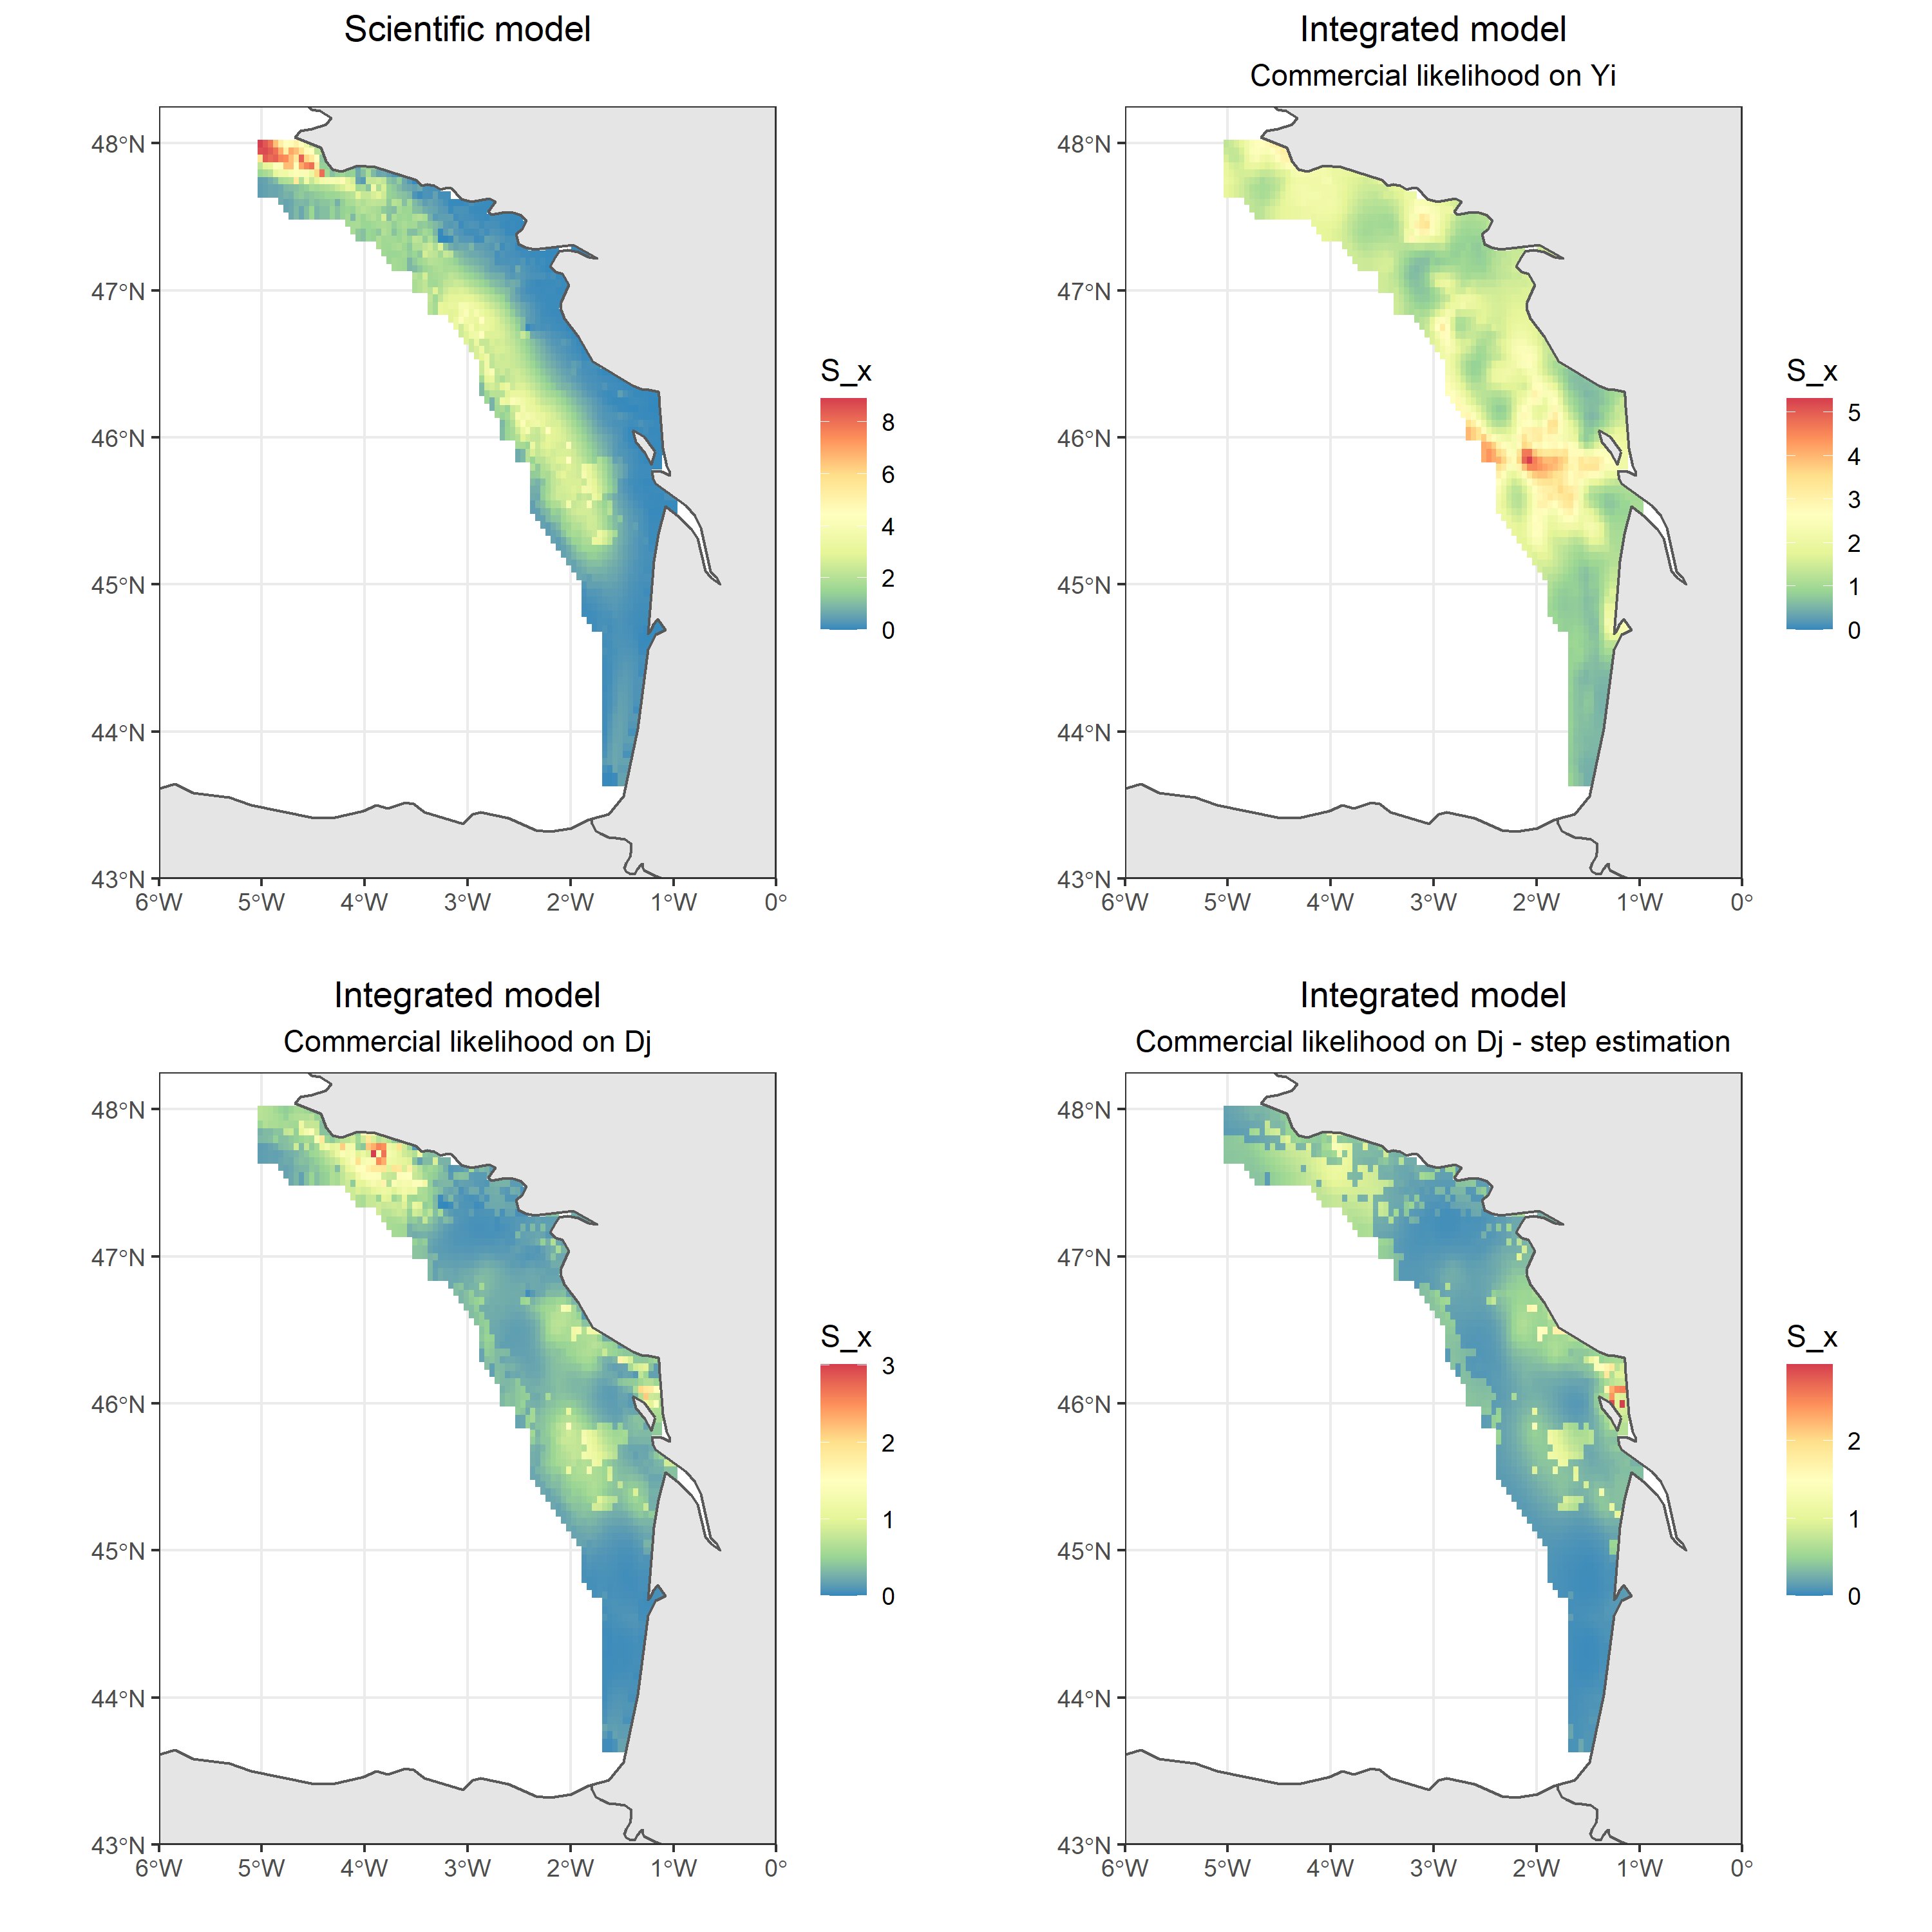 Scientific model
48°N
47°N
46°N
45°N
44°N
43°N
6°W 5°W 4°W 3°W 2°W 1°W 0°
S_x
8
6
4
2
0
Integrated model
Commercial likelihood on Yi
48°N
47°N
46°N
45°N
44°N
43°N
6°W 5°W 4°W 3°W 2°W 1°W 0°
S_x
5
4
3
2
1
0
Integrated model
Commercial likelihood on Dj
48°N
47°N
46°N
45°N
44°N
43°N
6°W 5°W 4°W 3°W 2°W 1°W 0°
S_x
3
2
1
0
Integrated model
Commercial likelihood on Dj - step estimation
48°N
47°N
46°N
45°N
44°N
43°N
6°W 5°W 4°W 3°W 2°W 1°W 0°
S_x
2
1
0